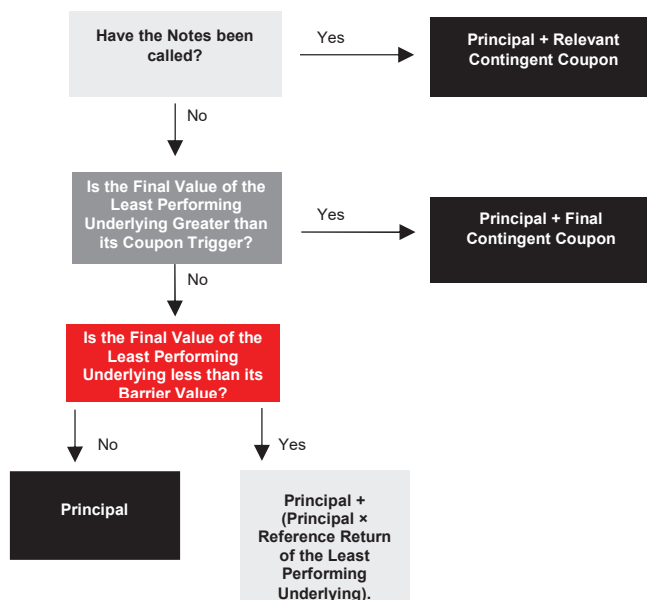 Have the Notes been
called?
Yes
Principal + Relevant
Contingent Coupon
No
Is the Final Value of the
Least Performing
Underlying Greater than
its Coupon Trigger?
Yes
Principal + Final
Contingent Coupon
No
Is the Final Value of the
Least Performing
Underlying less than its
Barrier Value?
No
Yes
Principal
Principal +
(Principal ×
Reference Return
of the Least
Performing
Underlying).